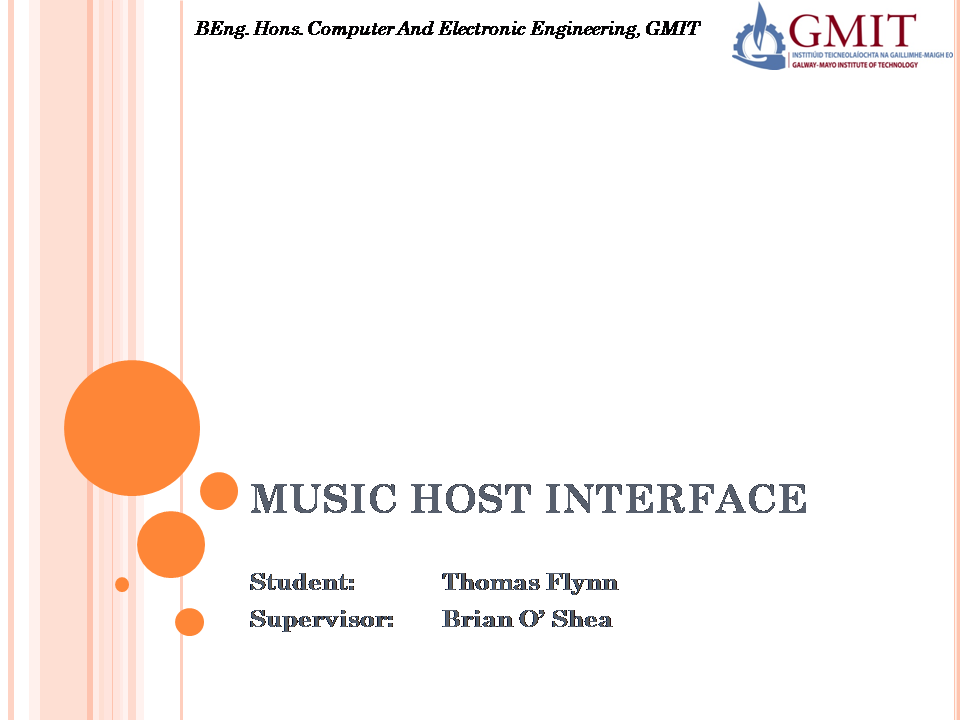 BEng. Hons. Computer And Electronic Engineering, GMIT
GMIT
INSTITIÚID TEICNEOLAÍOCHTA NA GAILLIMHE-MAIGH EO
GALWAY-MAYO INSTITUTE OF TECHNOLOGY
MUSIC HOST INTERFACE
Student: Thomas Flynn
Supervisor: Brian O’ Shea